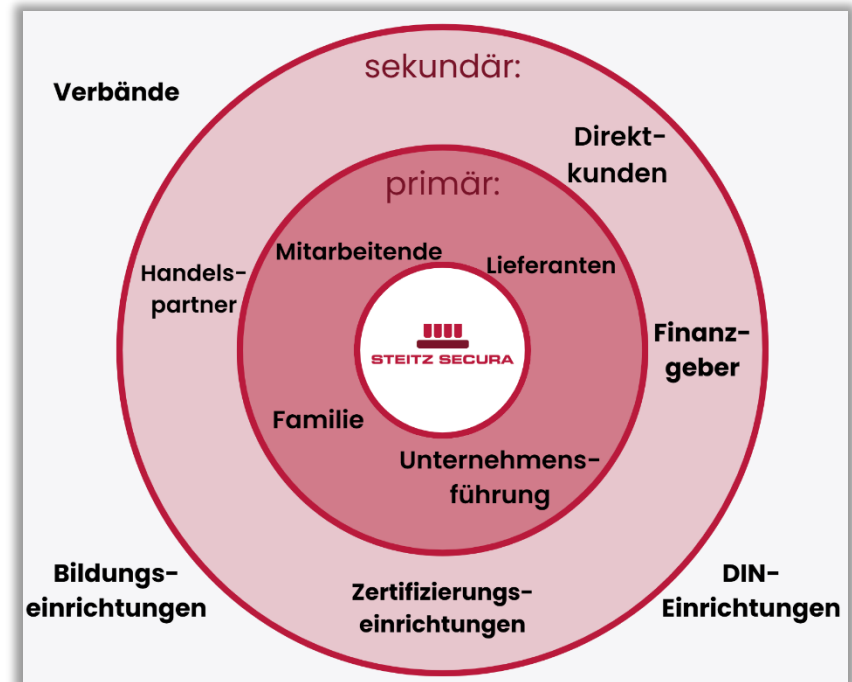 sekundär:
Verbände
Direkt-
kunden
primär:
Mitarbeitende
Lieferanten
Handels-
partner
STEITZ SECURA
Finanz-
geber
Familie
Unternehmens-
führung
Bildungs-
einrichtungen
Zertifizierungs-
einrichtungen
DIN-
Einrichtungen